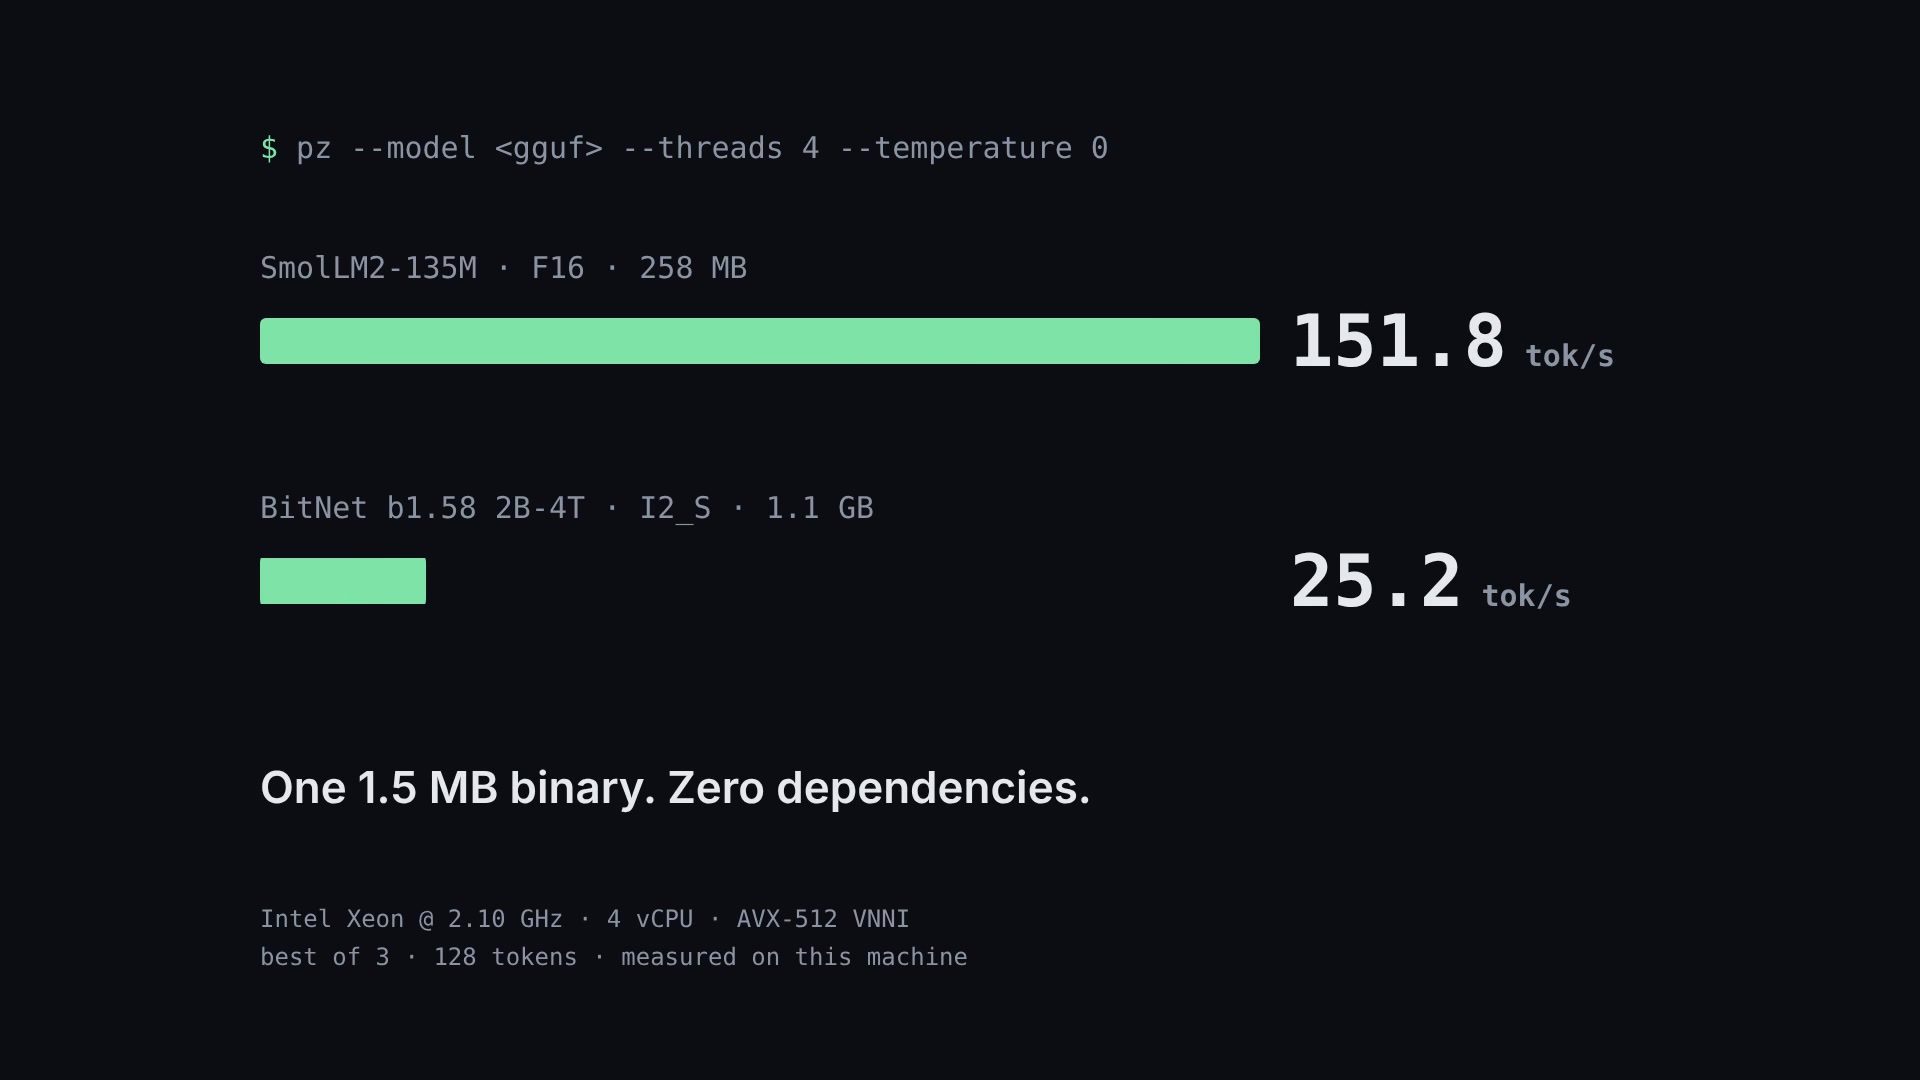 $ pz --model <gguf> --threads 4 --temperature 0
SmolLM2-135M · F16 · 258 MB
151.8 tok/s
BitNet b1.58 2B-4T · I2_S · 1.1 GB
25.2 tok/s
One 1.5 MB binary. Zero dependencies.
Intel Xeon @ 2.10 GHz · 4 vCPU · AVX-512 VNNI
best of 3 · 128 tokens · measured on this machine